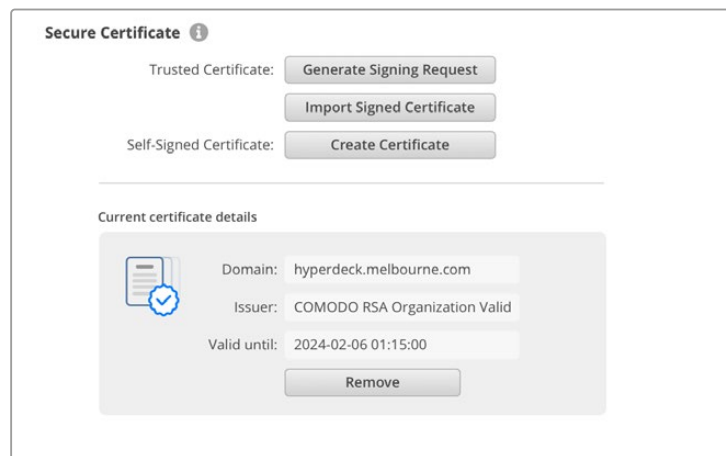 Secure Certificate
Trusted Certificate: Generate Signing Request
Import Signed Certificate
Self-Signed Certificate: Create Certificate
Current certificate details
Domain: hyperdeck.melbourne.com
Issuer: COMODO RSA Organization Valid
Valid until: 2024-02-06 01:15:00
Remove